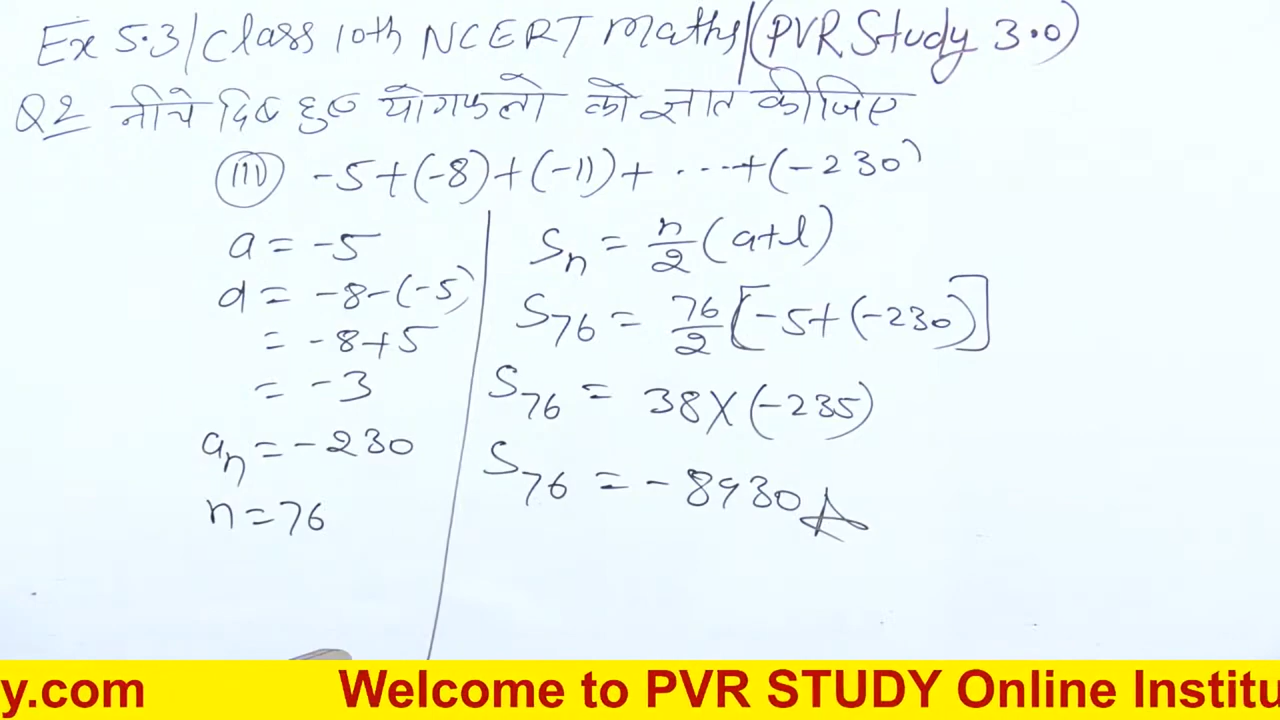 Ex 5.3/Class 10th NCERT Maths/(PVR Study 3.0)
Q2 नीचे दिए हुए योगफलो को ज्ञात कीजिए
(iii) -5+(-8)+(-11)+ ....+(-230)
a = -5
d = -8-(-5)
= -8+5
= -3
an = -230
n = 76
Sn = n/2 (a+l)
S76 = 76/2 [-5+(-230)]
S76 = 38X(-235)
S76 = -8930 A
y.com Welcome to PVR STUDY Online Institu